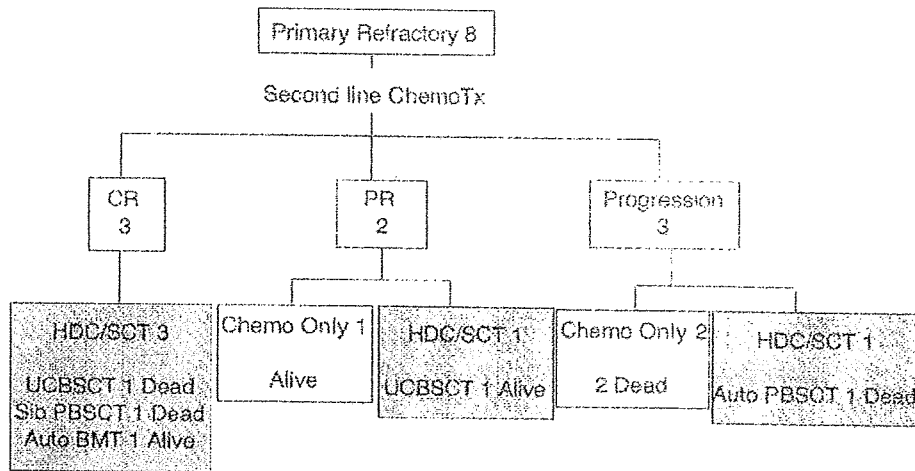 Primary Refractory 8
Second line ChemoTx
CR
3
PR
2
Progression
3
HDC/SCT 3
UCBSCT 1 Dead
Sib PBSCT 1 Dead
Auto BMT 1 Alive
Chemo Only 1
Alive
HDC/SCT 1
UCBSCT 1 Alive
Chemo Only 2
2 Dead
HDC/SCT 1
Auto PBSCT 1 Dead